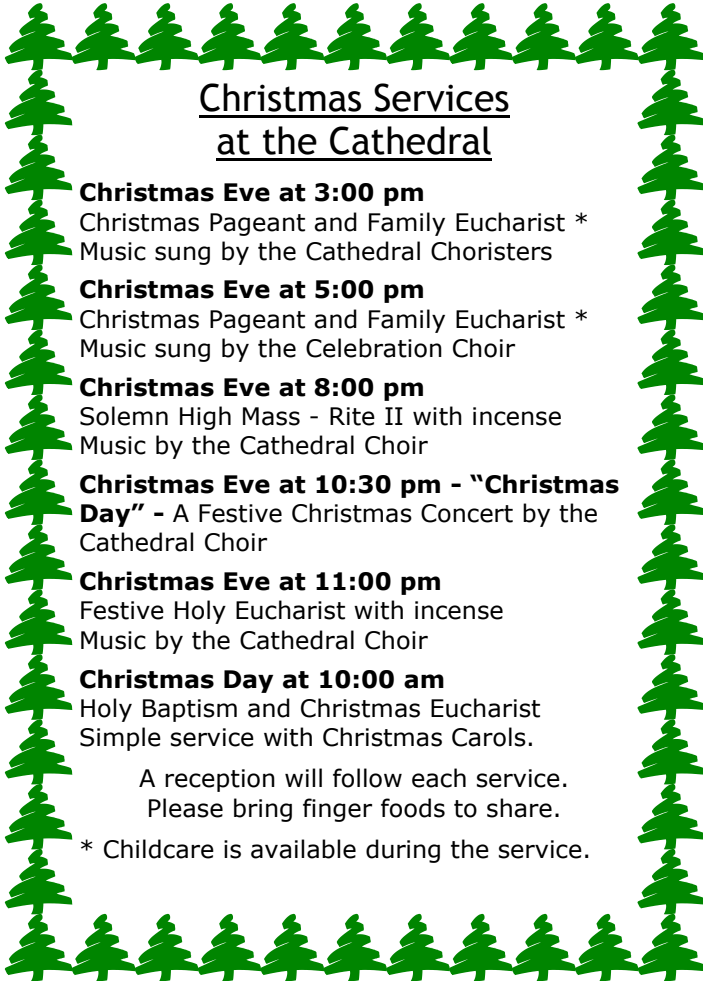 Christmas Services
at the Cathedral
Christmas Eve at 3:00 pm
Christmas Pageant and Family Eucharist *
Music sung by the Cathedral Choristers
Christmas Eve at 5:00 pm
Christmas Pageant and Family Eucharist *
Music sung by the Celebration Choir
Christmas Eve at 8:00 pm
Solemn High Mass - Rite II with incense
Music by the Cathedral Choir
Christmas Eve at 10:30 pm - “Christmas
Day” - A Festive Christmas Concert by the
Cathedral Choir
Christmas Eve at 11:00 pm
Festive Holy Eucharist with incense
Music by the Cathedral Choir
Christmas Day at 10:00 am
Holy Baptism and Christmas Eucharist
Simple service with Christmas Carols.
A reception will follow each service.
Please bring finger foods to share.
* Childcare is available during the service.